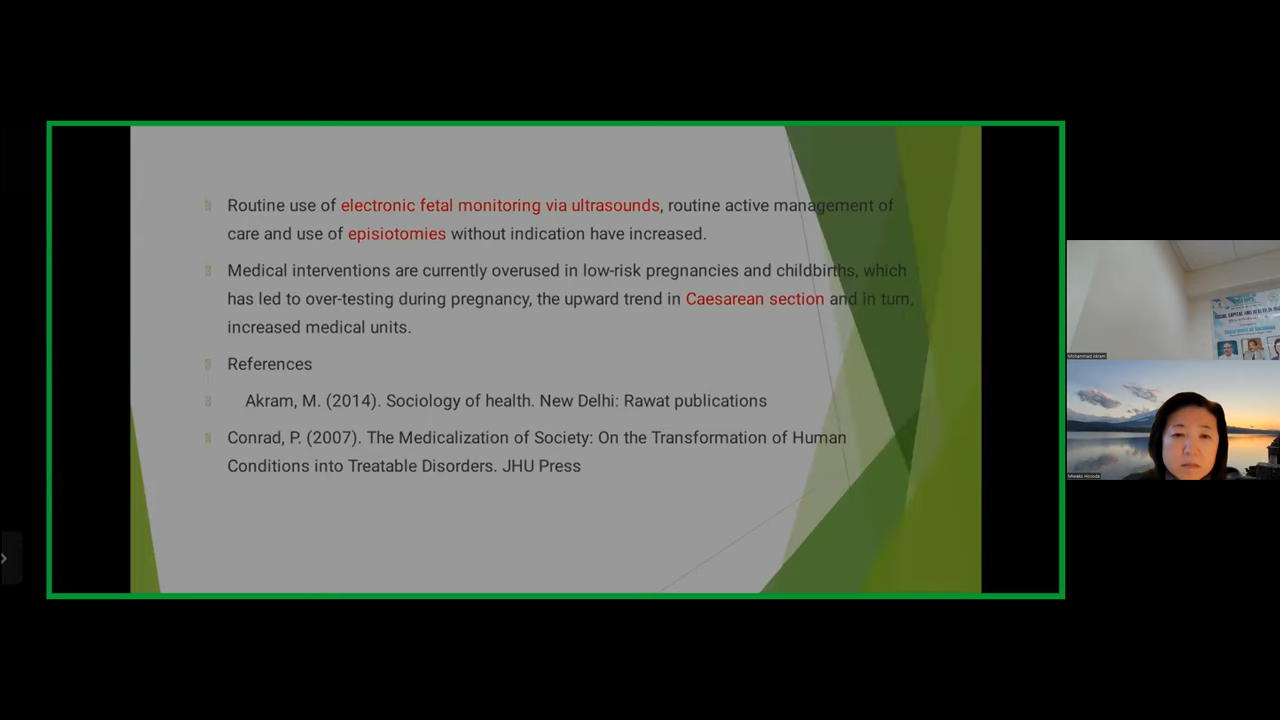 Routine use of electronic fetal monitoring via ultrasounds, routine active management of
care and use of episiotomies without indication have increased.
Medical interventions are currently overused in low-risk pregnancies and childbirths, which
has led to over-testing during pregnancy, the upward trend in Caesarean section and in turn,
increased medical units.
References
Akram, M. (2014). Sociology of health. New Delhi: Rawat publications
Conrad, P. (2007). The Medicalization of Society: On the Transformation of Human
Conditions into Treatable Disorders. JHU Press
Mohammad Akram